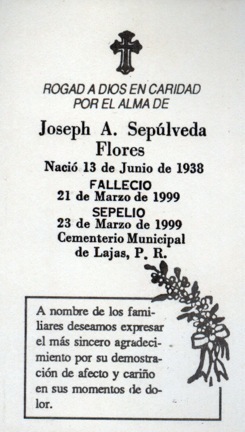 ROGAD A DIOS EN CARIDAD
POR EL ALMA DE
Joseph A. Sepúlveda
Flores
Nació 13 de Junio de 1938
FALLECIO
21 de Marzo de 1999
SEPELIO
23 de Marzo de 1999
Cementerio Municipal
de Lajas, P. R.
A nombre de los fami-
liares deseamos expresar
el más sincero agradeci-
miento por su demostra-
ción de afecto y cariño
en sus momentos de do-
lor.